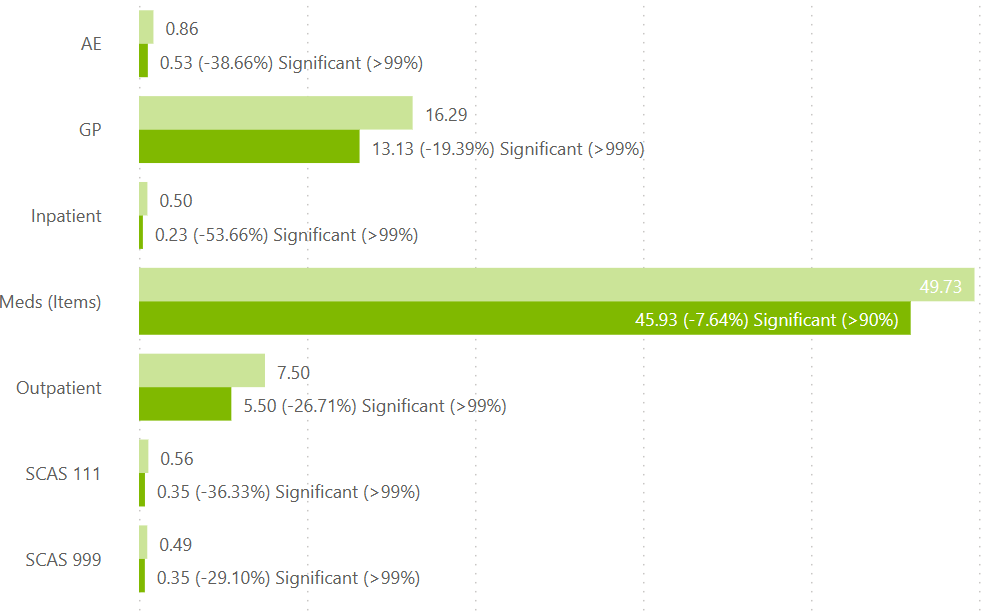 AE
0.86
0.53 (-38.66%) Significant (>99%)
GP
16.29
13.13 (-19.39%) Significant (>99%)
Inpatient
0.50
0.23 (-53.66%) Significant (>99%)
Meds (Items)
49.73
45.93 (-7.64%) Significant (>90%)
Outpatient
7.50
5.50 (-26.71%) Significant (>99%)
SCAS 111
0.56
0.35 (-36.33%) Significant (>99%)
SCAS 999
0.49
0.35 (-29.10%) Significant (>99%)